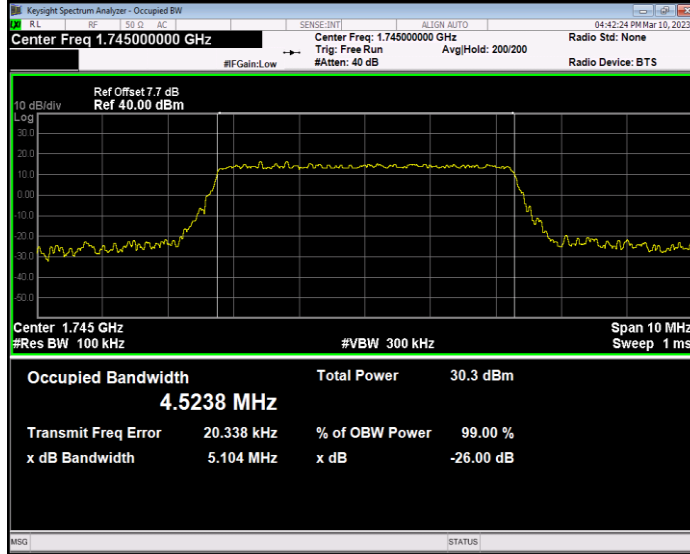 Keysight Spectrum Analyzer - Occupied BW
RL RF 50 Ω AC SENSE:INT ALIGN AUTO 04:42:24 PM Mar 10, 2023
Center Freq 1.745000000 GHz Center Freq: 1.745000000 GHz Radio Std: None
Trig: Free Run Avg|Hold: 200/200
#IFGain:Low #Atten: 40 dB Radio Device: BTS
Ref Offset 7.7 dB
10 dB/div Ref 40.00 dBm
Log
30.0
20.0
10.0
0.00
-10.0
-20.0
-30.0
-40.0
-50.0
Center 1.745 GHz Span 10 MHz
#Res BW 100 kHz #VBW 300 kHz Sweep 1 ms
Occupied Bandwidth Total Power 30.3 dBm
4.5238 MHz
Transmit Freq Error 20.338 kHz % of OBW Power 99.00 %
x dB Bandwidth 5.104 MHz x dB -26.00 dB
MSG STATUS